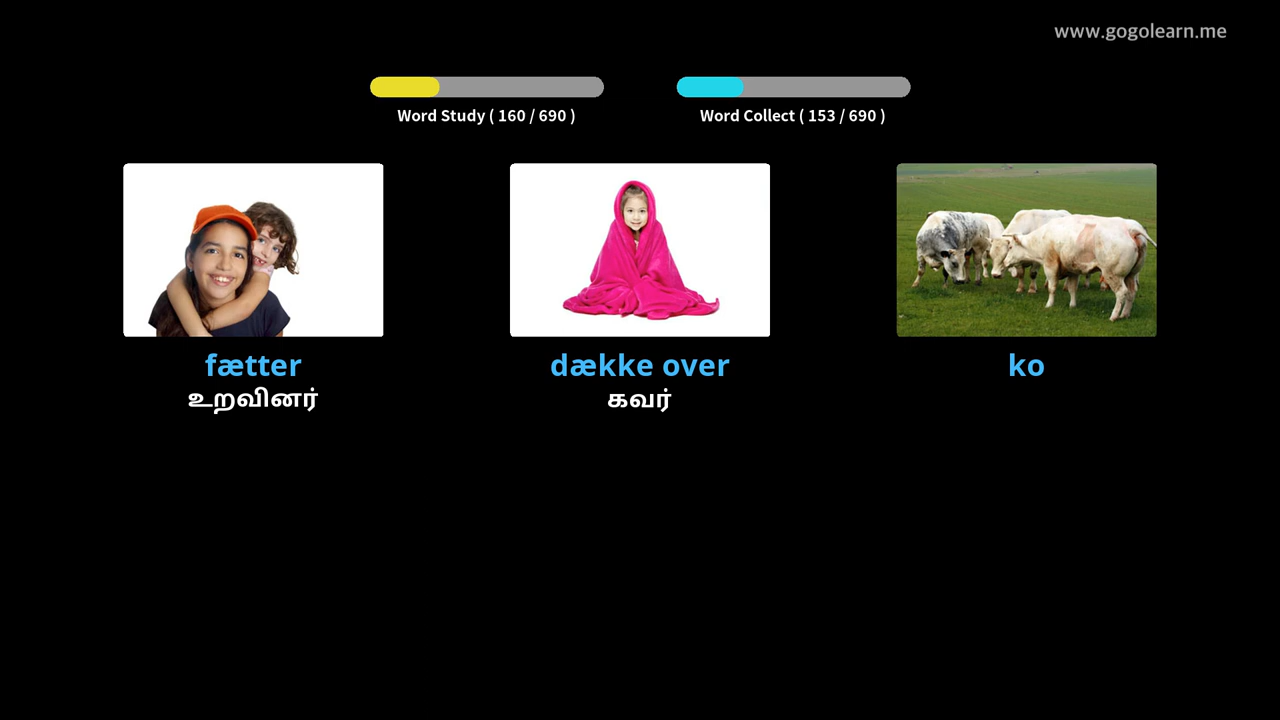 www.gogolearn.me
Word Study ( 160 / 690 )
Word Collect ( 153 / 690 )
fætter
உறவினர்
dække over
கவர்
ko